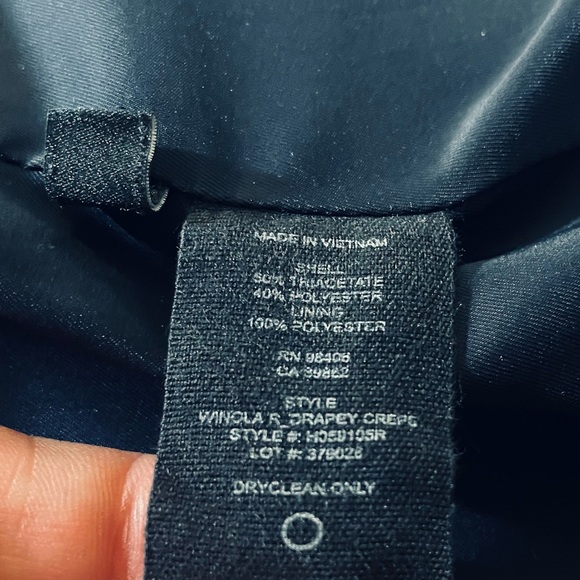 MADE IN VIETNAM
SHELL
60% TRIACETATE
40% POLYESTER
LINING
100% POLYESTER
RN 98408
CA 39882
STYLE
WINOLA R_DRAPEY CREPE
STYLE #: H059105R
LOT #: 379028
DRYCLEAN ONLY